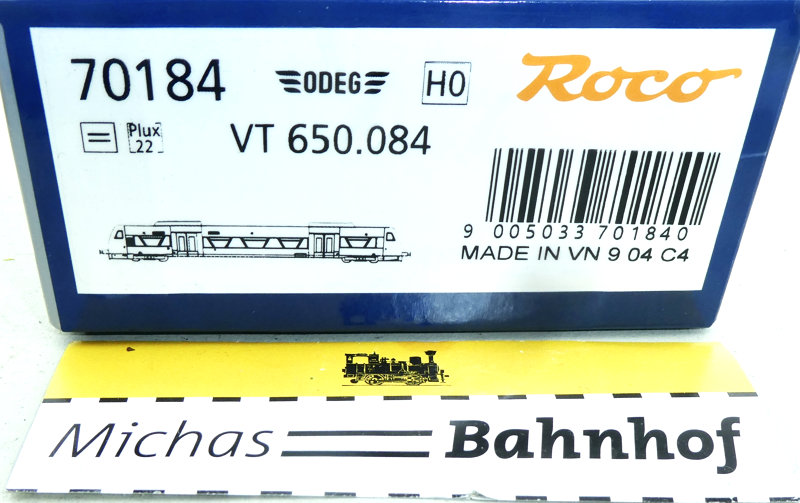 70184 ODEG H0 Roco
Plux
22
VT 650.084
9 005033 701840
MADE IN VN 9 04 C4
Michas Bahnhof